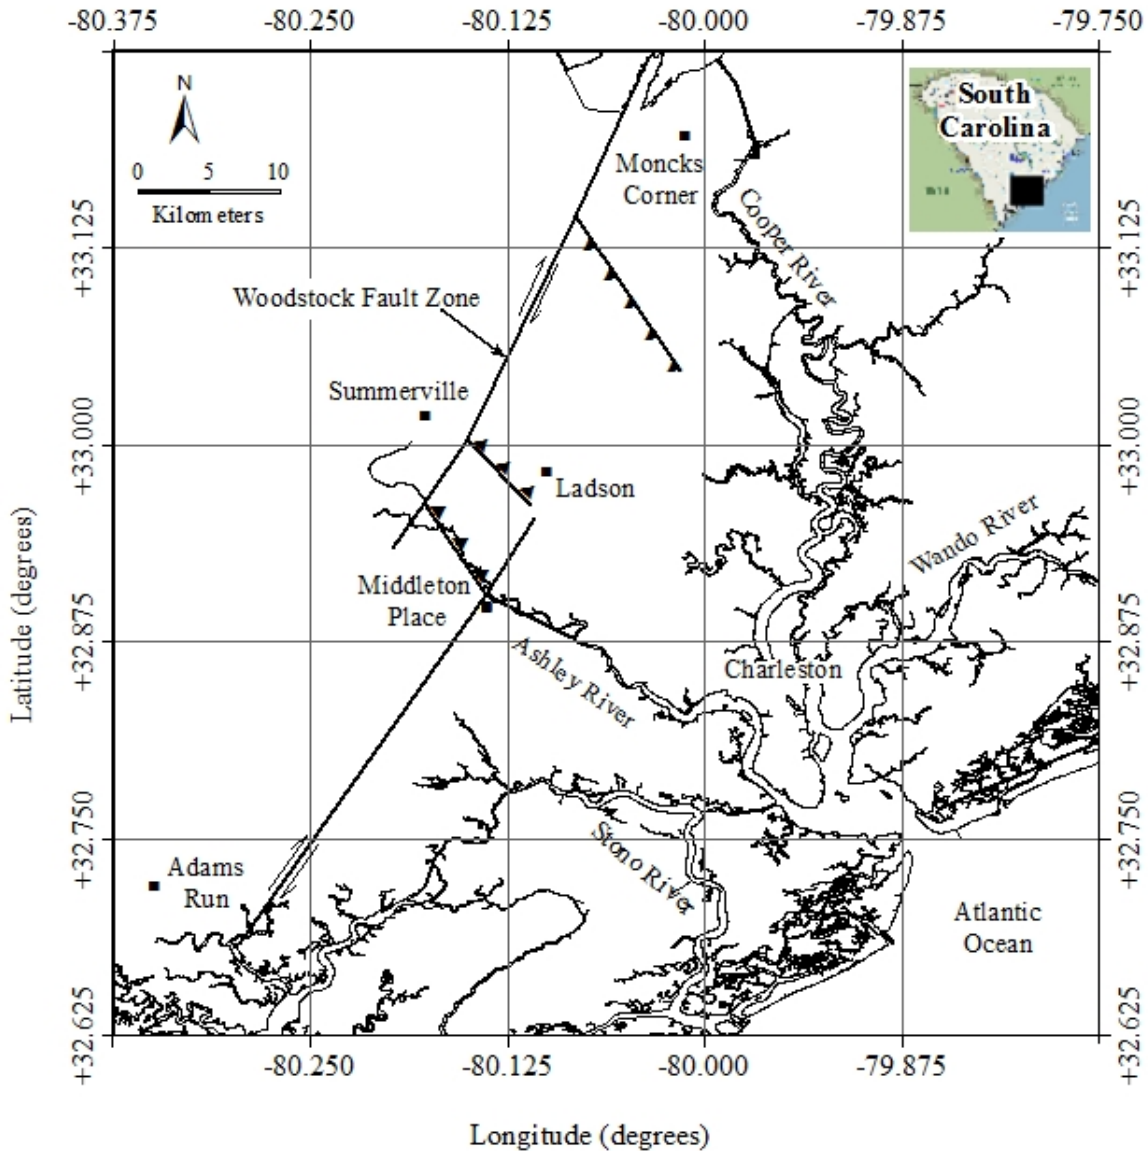 -80.375
-80.250
-80.125
-80.000
-79.875
-79.750
N
0 5 10
Kilometers
South
Carolina
Moncks
Corner
Cooper River
+33.125
+33.125
Woodstock Fault Zone
Summerville
+33.000
+33.000
Ladson
Wando River
Middleton
Place
Latitude (degrees)
+32.875
+32.875
Ashley River
Charleston
+32.750
+32.750
Stono River
Adams
Run
Atlantic
Ocean
+32.625
+32.625
-80.250
-80.125
-80.000
-79.875
Longitude (degrees)